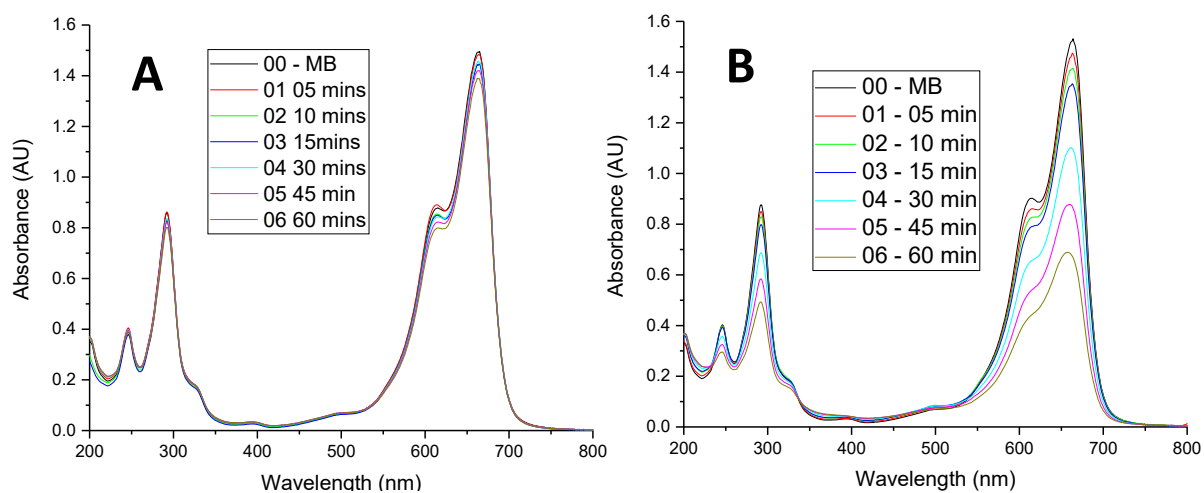 A
00 - MB
01 05 mins
02 10 mins
03 15mins
04 30 mins
05 45 min
06 60 mins
Absorbance (AU)
1.6
1.4
1.2
1.0
0.8
0.6
0.4
0.2
0.0
200 300 400 500 600 700 800
Wavelength (nm)
B
00 - MB
01 - 05 min
02 - 10 min
03 - 15 min
04 - 30 min
05 - 45 min
06 - 60 min
Absorbance (AU)
1.6
1.4
1.2
1.0
0.8
0.6
0.4
0.2
0.0
200 300 400 500 600 700 800
Wavelength (nm)